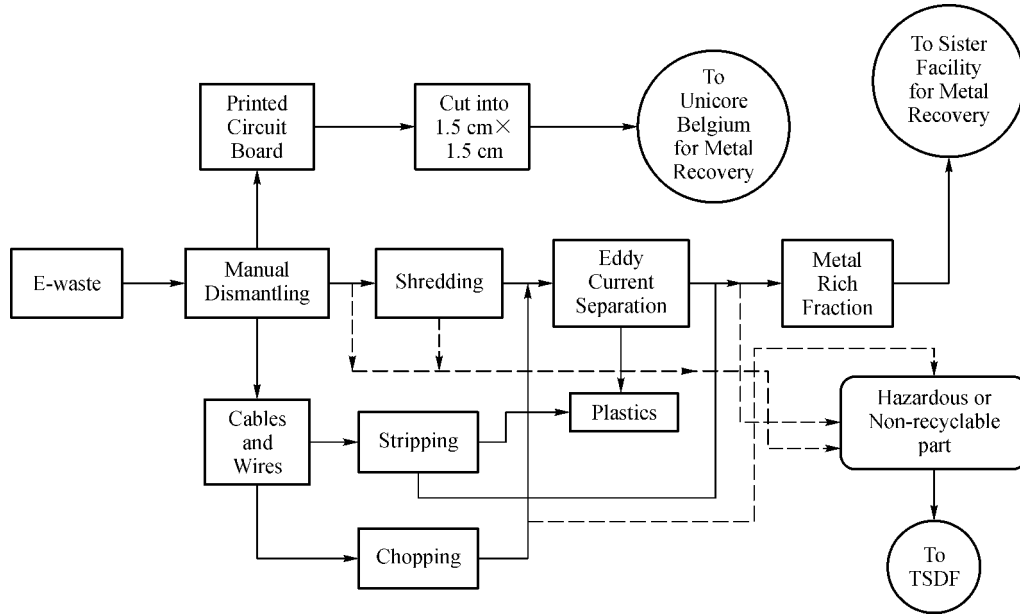 To Sister
Facility
for Metal
Recovery
Printed
Circuit
Board
Cut into
1.5 cm×
1.5 cm
To
Unicore
Belgium
for Metal
Recovery
E-waste
Manual
Dismantling
Shredding
Eddy
Current
Separation
Metal
Rich
Fraction
Cables
and
Wires
Stripping
Plastics
Hazardous or
Non-recyclable
part
Chopping
To
TSDF